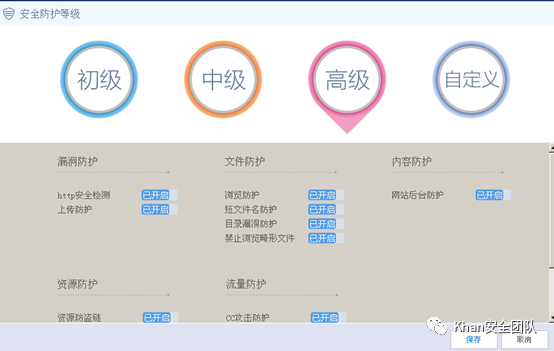 安全防护等级
初级 中级 高级 自定义
漏洞防护 文件防护 内容防护
http安全检测 已开启 浏览防护 已开启 网站后台防护 已开启
上传防护 已开启 短文件名防护 已开启
目录漏洞防护 已开启
禁止浏览畸形文件 已开启
资源防护 流量防护
资源防盗链 已开启 CC攻击防护 已开启
Khan安全团队
保存 取消